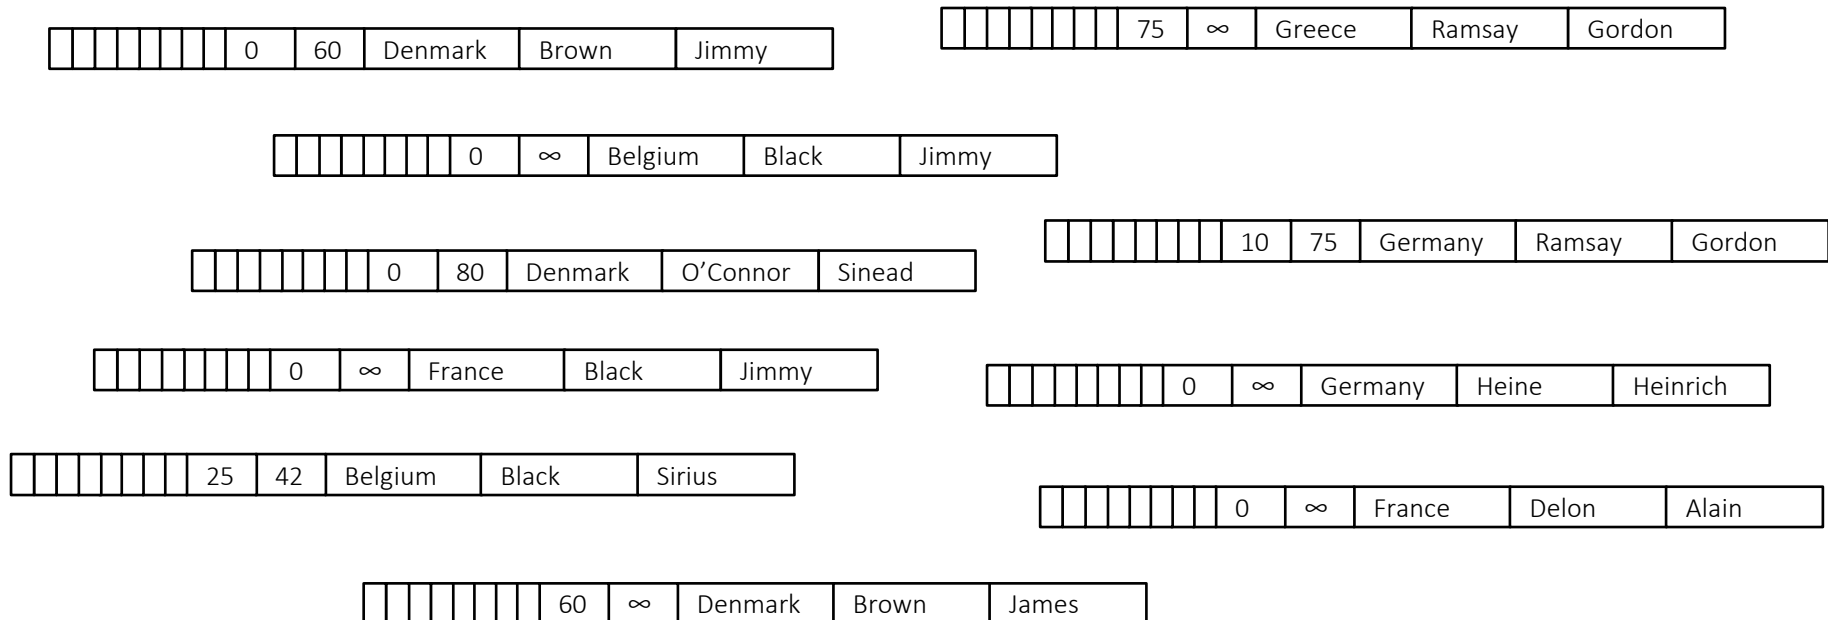 0 60 Denmark Brown Jimmy
75 ∞ Greece Ramsay Gordon
0 ∞ Belgium Black Jimmy
10 75 Germany Ramsay Gordon
0 80 Denmark O’Connor Sinead
0 ∞ France Black Jimmy
0 ∞ Germany Heine Heinrich
25 42 Belgium Black Sirius
0 ∞ France Delon Alain
60 ∞ Denmark Brown James